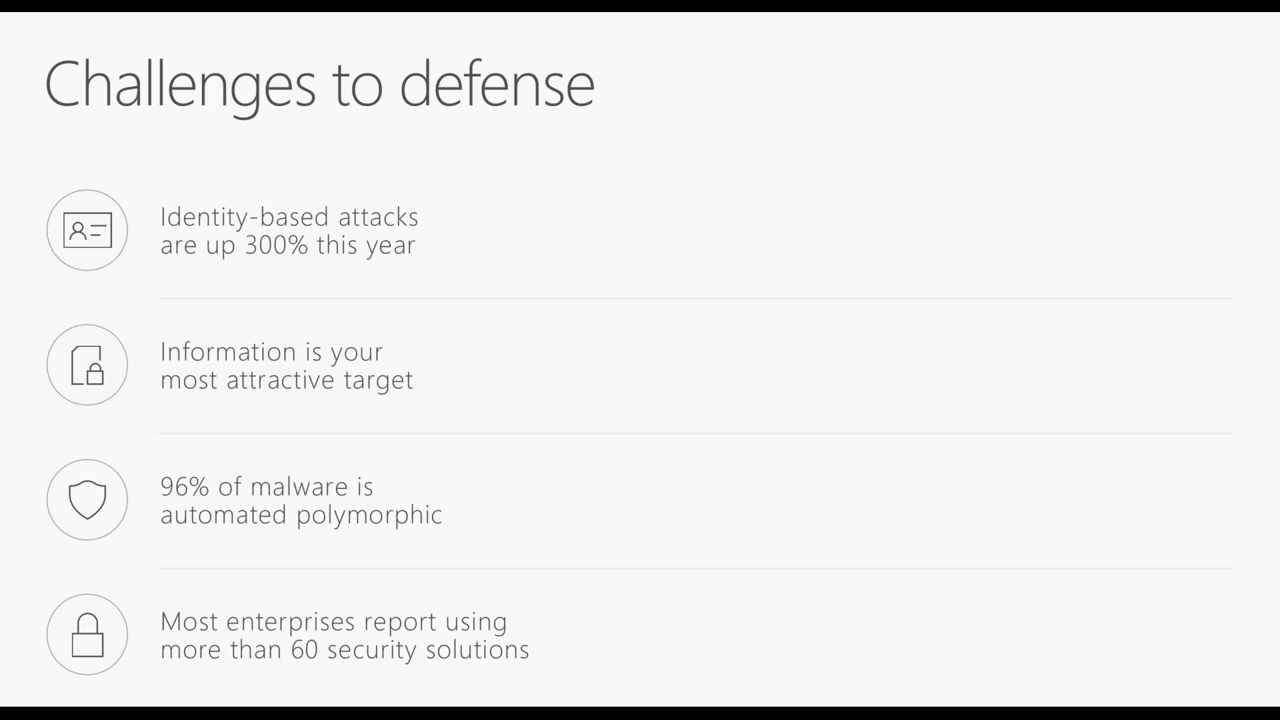 Challenges to defense
Identity-based attacks
are up 300% this year
Information is your
most attractive target
96% of malware is
automated polymorphic
Most enterprises report using
more than 60 security solutions